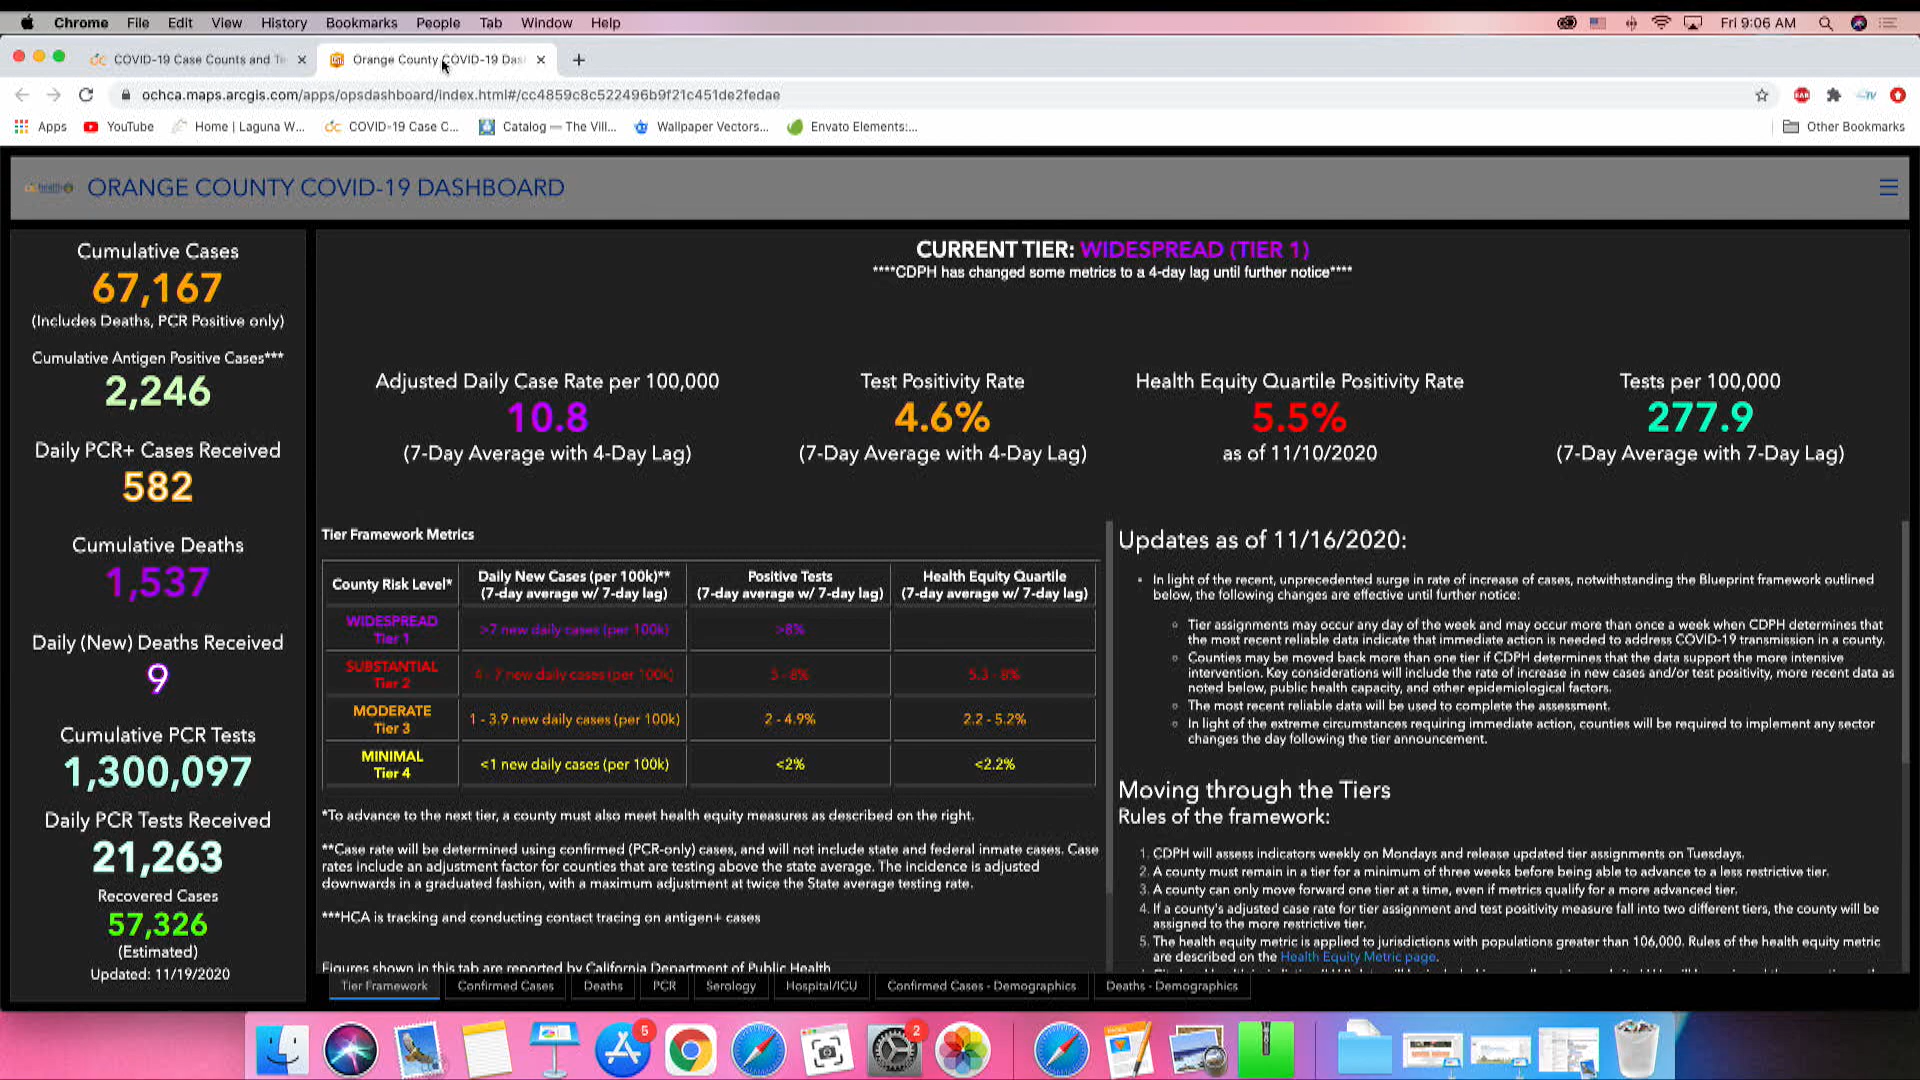 Chrome File Edit View History Bookmarks People Tab Window Help
Fri 9:06 AM
COVID-19 Case Counts and Te
Orange County COVID-19 Das
ochca.maps.arcgis.com/apps/opsdashboard/index.html#/cc4859c8c522496b9f21c451de2fedae
Apps YouTube Home | Laguna W... COVID-19 Case C... Catalog — The Vill... Wallpaper Vectors... Envato Elements:... Other Bookmarks
ORANGE COUNTY COVID-19 DASHBOARD
Cumulative Cases
67,167
(Includes Deaths, PCR Positive only)
Cumulative Antigen Positive Cases***
2,246
Daily PCR+ Cases Received
582
Cumulative Deaths
1,537
Daily (New) Deaths Received
9
Cumulative PCR Tests
1,300,097
Daily PCR Tests Received
21,263
Recovered Cases
57,326
(Estimated)
Updated: 11/19/2020
CURRENT TIER: WIDESPREAD (TIER 1)
****CDPH has changed some metrics to a 4-day lag until further notice****
Adjusted Daily Case Rate per 100,000
10.8
(7-Day Average with 4-Day Lag)
Test Positivity Rate
4.6%
(7-Day Average with 4-Day Lag)
Health Equity Quartile Positivity Rate
5.5%
as of 11/10/2020
Tests per 100,000
277.9
(7-Day Average with 7-Day Lag)
Tier Framework Metrics
County Risk Level*
Daily New Cases (per 100k)**
(7-day average w/ 7-day lag)
Positive Tests
(7-day average w/ 7-day lag)
Health Equity Quartile
(7-day average w/ 7-day lag)
WIDESPREAD
Tier 1
>7 new daily cases (per 100k)
>8%
SUBSTANTIAL
Tier 2
4 - 7 new daily cases (per 100k)
5 - 8%
5.3 - 8%
MODERATE
Tier 3
1 - 3.9 new daily cases (per 100k)
2 - 4.9%
2.2 - 5.2%
MINIMAL
Tier 4
<1 new daily cases (per 100k)
<2%
<2.2%
*To advance to the next tier, a county must also meet health equity measures as described on the right.
**Case rate will be determined using confirmed (PCR-only) cases, and will not include state and federal inmate cases. Case
rates include an adjustment factor for counties that are testing above the state average. The incidence is adjusted
downwards in a graduated fashion, with a maximum adjustment at twice the State average testing rate.
***HCA is tracking and conducting contact tracing on antigen+ cases
Figures shown in this tab are reported by California Department of Public Health
Updates as of 11/16/2020:
In light of the recent, unprecedented surge in rate of increase of cases, notwithstanding the Blueprint framework outlined
below, the following changes are effective until further notice:
Tier assignments may occur any day of the week and may occur more than once a week when CDPH determines that
the most recent reliable data indicate that immediate action is needed to address COVID-19 transmission in a county.
Counties may be moved back more than one tier if CDPH determines that the data support the more intensive
intervention. Key considerations will include the rate of increase in new cases and/or test positivity, more recent data as
noted below, public health capacity, and other epidemiological factors.
The most recent reliable data will be used to complete the assessment.
In light of the extreme circumstances requiring immediate action, counties will be required to implement any sector
changes the day following the tier announcement.
Moving through the Tiers
Rules of the framework:
1. CDPH will assess indicators weekly on Mondays and release updated tier assignments on Tuesdays.
2. A county must remain in a tier for a minimum of three weeks before being able to advance to a less restrictive tier.
3. A county can only move forward one tier at a time, even if metrics qualify for a more advanced tier.
4. If a county's adjusted case rate for tier assignment and test positivity measure fall into two different tiers, the county will be
assigned to the more restrictive tier.
5. The health equity metric is applied to jurisdictions with populations greater than 106,000. Rules of the health equity metric
are described on the Health Equity Metric page.
Tier Framework Confirmed Cases Deaths PCR Serology Hospital/ICU Confirmed Cases - Demographics Deaths - Demographics
5
2